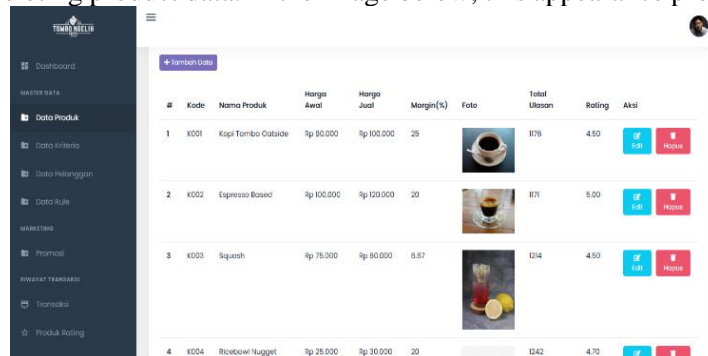 TOMBO NGELIH
Dashboard
MASTER DATA
Data Produk
Data Kriteria
Data Pelanggan
Data Rule
MARKETING
Promosi
RIWAYAT TRANSAKSI
Transaksi
Produk Rating
+ Tambah Data
# Kode Nama Produk Harga Awal Harga Jual Margin(%) Foto Total Ulasan Rating Aksi
1 K001 Kopi Tombo Oatside Rp 80.000 Rp 100.000 25 1176 4.50 Edit Hapus
2 K002 Espresso Based Rp 100.000 Rp 120.000 20 1171 5.00 Edit Hapus
3 K003 Squash Rp 75.000 Rp 80.000 6.67 1214 4.50 Edit Hapus
4 K004 Ricebowl Nugget Rp 25.000 Rp 30.000 20 1242 4.70